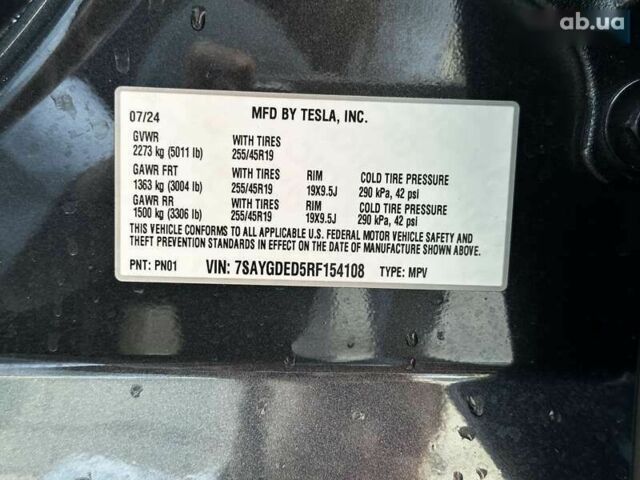 ab.ua
07/24 MFD BY TESLA, INC.
GVWR WITH TIRES
2273 kg (5011 lb) 255/45R19
GAWR FRT WITH TIRES RIM COLD TIRE PRESSURE
1363 kg (3004 lb) 255/45R19 19X9.5J 290 kPa, 42 psi
GAWR RR WITH TIRES RIM COLD TIRE PRESSURE
1500 kg (3306 lb) 255/45R19 19X9.5J 290 kPa, 42 psi
THIS VEHICLE CONFORMS TO ALL APPLICABLE U.S. FEDERAL MOTOR VEHICLE SAFETY AND
THEFT PREVENTION STANDARDS IN EFFECT ON THE DATE OF MANUFACTURE SHOWN ABOVE.
PNT: PN01 VIN: 7SAYGDED5RF154108 TYPE: MPV